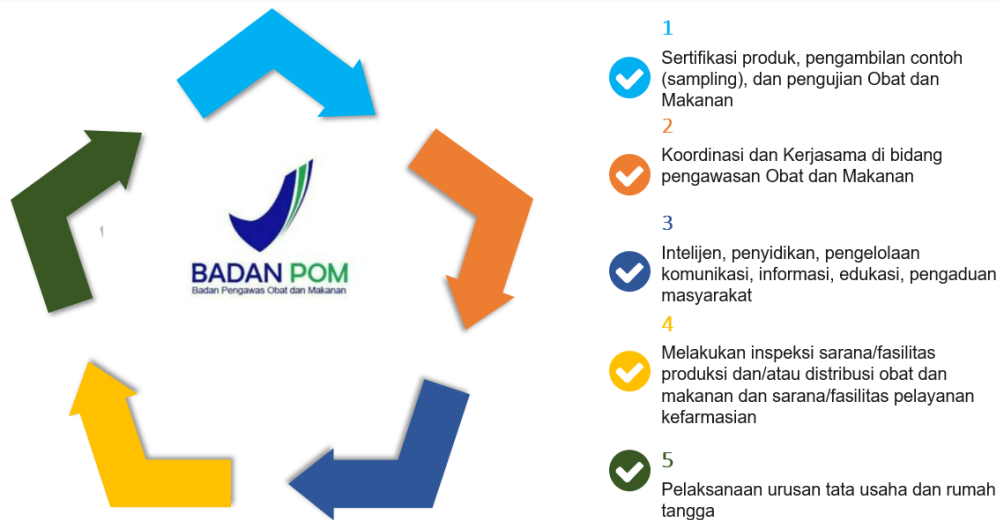 BADAN POM
Badan Pengawas Obat dan Makanan
1
Sertifikasi produk, pengambilan contoh
(sampling), dan pengujian Obat dan
Makanan
2
Koordinasi dan Kerjasama di bidang
pengawasan Obat dan Makanan
3
Intelijen, penyidikan, pengelolaan
komunikasi, informasi, edukasi, pengaduan
masyarakat
4
Melakukan inspeksi sarana/fasilitas
produksi dan/atau distribusi obat dan
makanan dan sarana/fasilitas pelayanan
kefarmasian
5
Pelaksanaan urusan tata usaha dan rumah
tangga